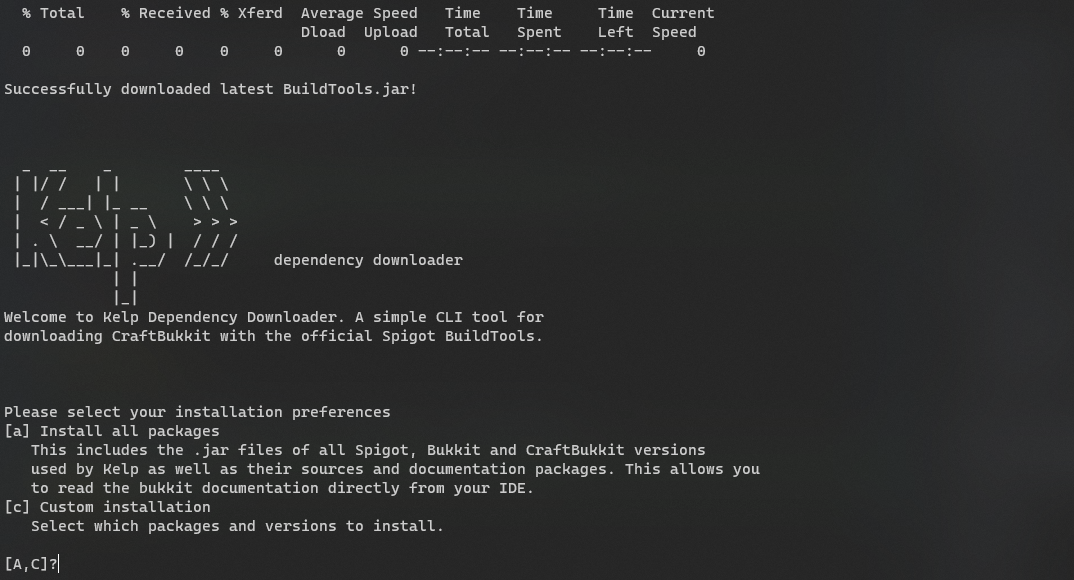 % Total    % Received % Xferd  Average Speed   Time    Time     Time  Current
                                 Dload  Upload   Total   Spent    Left  Speed
  0     0    0     0    0     0      0      0 --:--:-- --:--:-- --:--:--     0

Successfully downloaded latest BuildTools.jar!

  _  __    _        ____
 | |/ /   | |       \ \ \
 |  / ___| |_ __    \ \ \
 |  < / _ \ | _ \    > > >
 | . \  __/ | |_) |  / / /
 |_|\_\___|_| .__/  /_/_/     dependency downloader
            | |
            |_|
Welcome to Kelp Dependency Downloader. A simple CLI tool for
downloading CraftBukkit with the official Spigot BuildTools.

Please select your installation preferences
[a] Install all packages
   This includes the .jar files of all Spigot, Bukkit and CraftBukkit versions
   used by Kelp as well as their sources and documentation packages. This allows you
   to read the bukkit documentation directly from your IDE.
[c] Custom installation
   Select which packages and versions to install.

[A,C]?